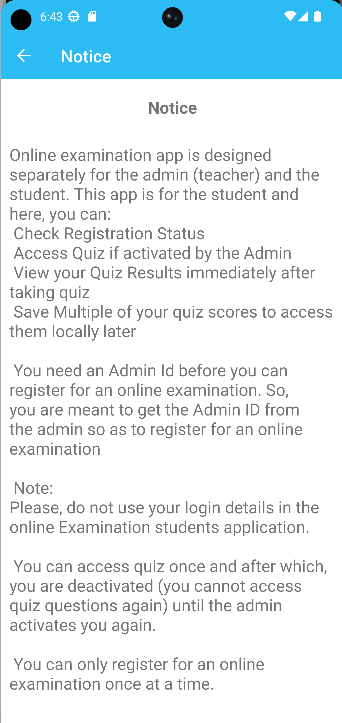 6:43
Notice
Notice
Online examination app is designed
separately for the admin (teacher) and the
student. This app is for the student and
here, you can:
Check Registration Status
Access Quiz if activated by the Admin
View your Quiz Results immediately after
taking quiz
Save Multiple of your quiz scores to access
them locally later
You need an Admin Id before you can
register for an online examination. So,
you are meant to get the Admin ID from
the admin so as to register for an online
examination
Note:
Please, do not use your login details in the
online Examination students application.
You can access quiz once and after which,
you are deactivated (you cannot access
quiz questions again) until the admin
activates you again.
You can only register for an online
examination once at a time.